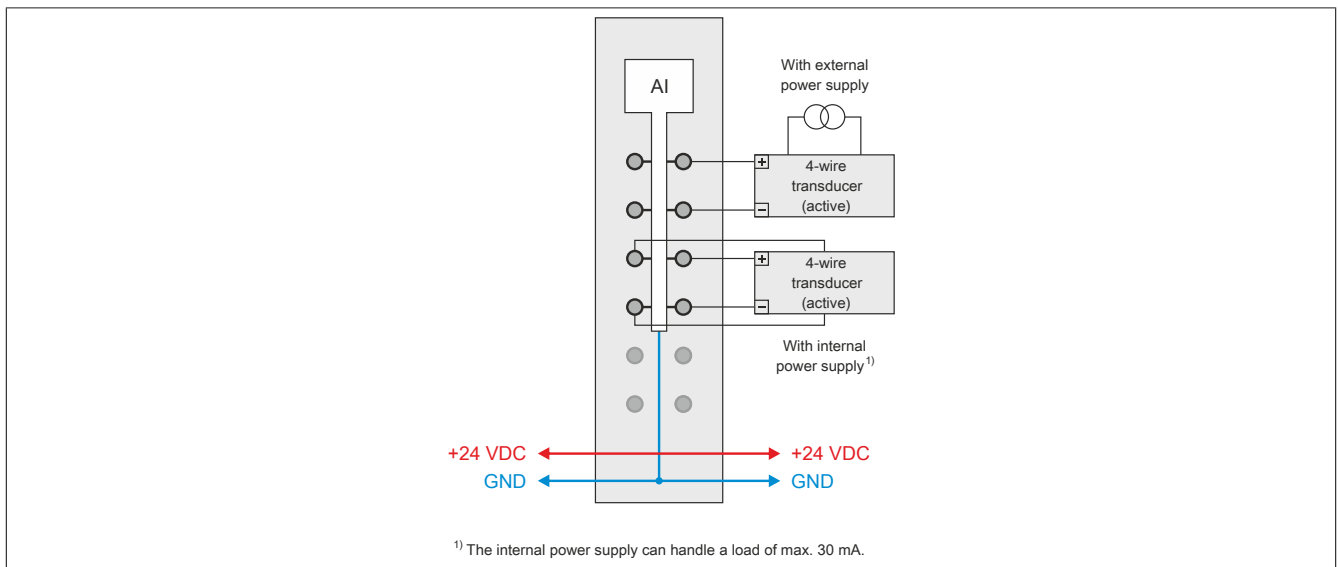 With external
power supply
AI
+
4-wire
transducer
(active)
−
+
4-wire
transducer
(active)
−
With internal
power supply 1)
+24 VDC
+24 VDC
GND
GND
1) The internal power supply can handle a load of max. 30 mA.